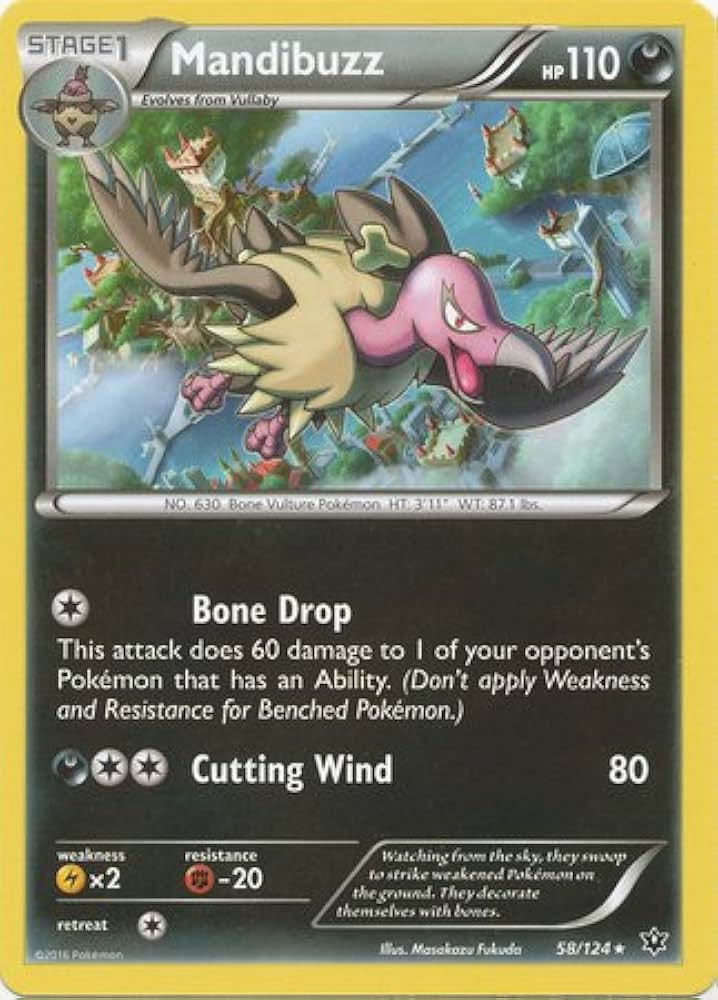 STAGE1
Mandibuzz
HP110
Evolves from Vullaby
NO. 630 Bone Vulture Pokémon HT: 3'11" WT: 87.1 lbs.
Bone Drop
This attack does 60 damage to 1 of your opponent's
Pokémon that has an Ability. (Don't apply Weakness
and Resistance for Benched Pokémon.)
Cutting Wind 80
weakness resistance
×2 -20
retreat
Watching from the sky, they swoop
to strike weakened Pokémon on
the ground. They decorate
themselves with bones.
©2016 Pokémon Illus. Masakazu Fukuda 58/124 ★